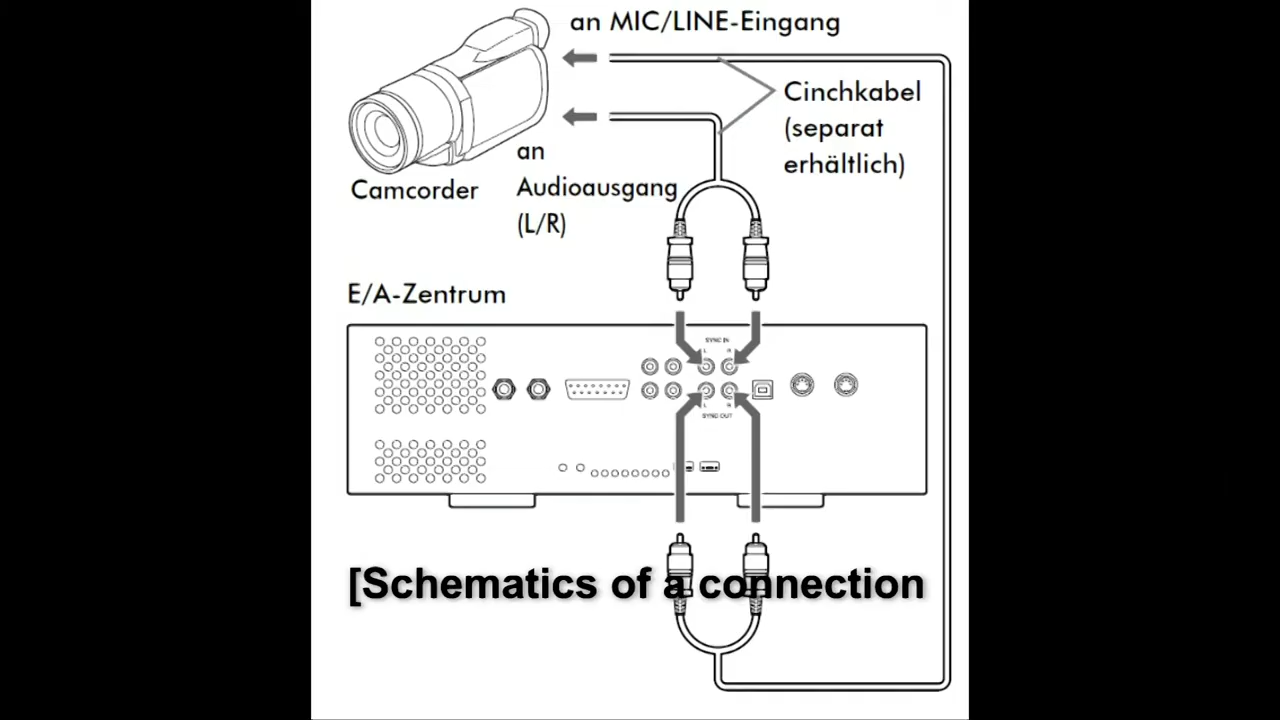 an MIC/LINE-Eingang
Cinchkabel
(separat
erhältlich)
an
Audioausgang
(L/R)
Camcorder
E/A-Zentrum
SYNC IN
L R
L R
SYNC OUT
[Schematics of a connection